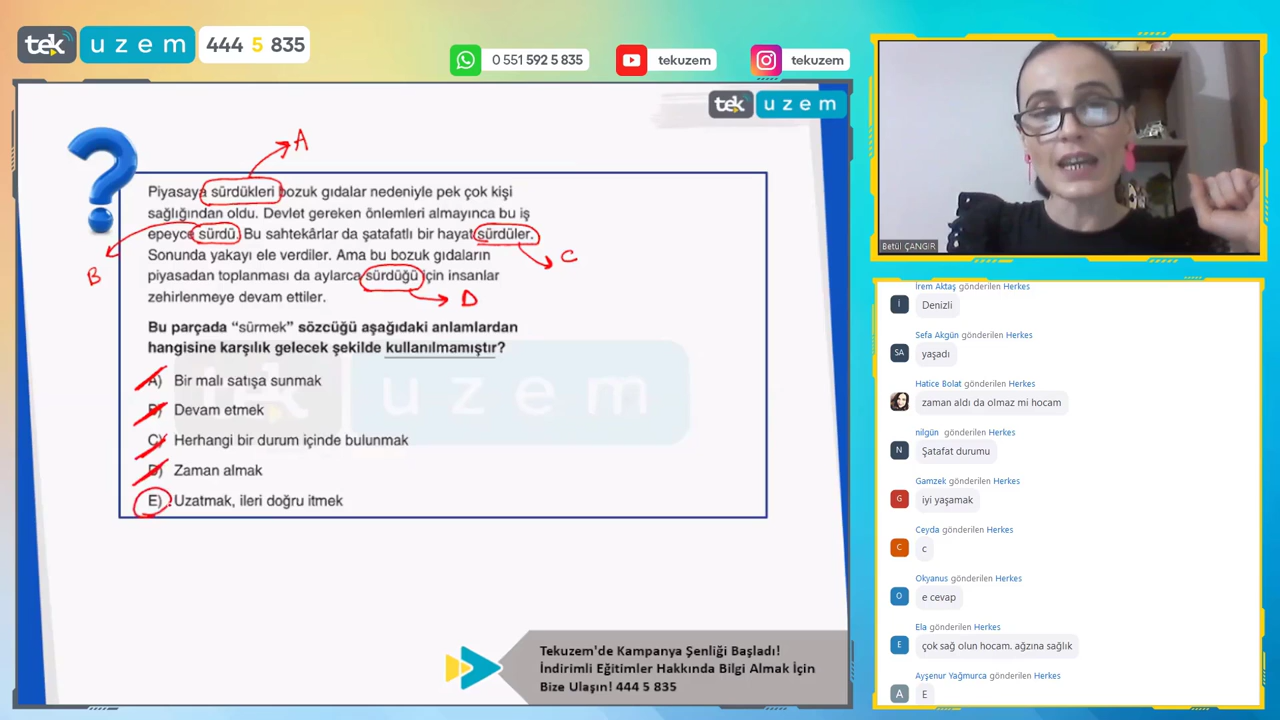 tek uzem 444 5 835
0 551 592 5 835 tekuzem tekuzem
tek uzem
A
Piyasaya sürdükleri bozuk gıdalar nedeniyle pek çok kişi
sağlığından oldu. Devlet gereken önlemleri almayınca bu iş
epeyce sürdü. Bu sahtekârlar da şatafatlı bir hayat sürdüler.
Sonunda yakayı ele verdiler. Ama bu bozuk gıdaların
piyasadan toplanması da aylarca sürdüğü için insanlar
zehirlenmeye devam ettiler.
B
C
D
Bu parçada “sürmek” sözcüğü aşağıdaki anlamlardan
hangisine karşılık gelecek şekilde kullanılmamıştır?
A) Bir malı satışa sunmak
B) Devam etmek
C) Herhangi bir durum içinde bulunmak
D) Zaman almak
E) Uzatmak, ileri doğru itmek
tek uzem
Tekuzem'de Kampanya Şenliği Başladı!
İndirimli Eğitimler Hakkında Bilgi Almak İçin
Bize Ulaşın! 444 5 835
Betül ÇANGIR
İrem Aktaş gönderilen Herkes
İ Denizli
Sefa Akgün gönderilen Herkes
SA yaşadı
Hatice Bolat gönderilen Herkes
zaman aldı da olmaz mi hocam
nilgün gönderilen Herkes
N Şatafat durumu
Gamzek gönderilen Herkes
G iyi yaşamak
Ceyda gönderilen Herkes
C c
Okyanus gönderilen Herkes
O e cevap
Ela gönderilen Herkes
E çok sağ olun hocam. ağzına sağlık
Ayşenur Yağmurca gönderilen Herkes
A E